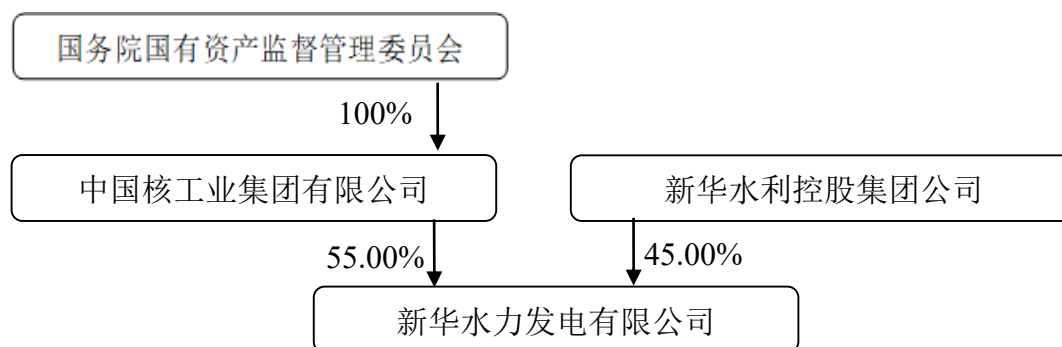 国务院国有资产监督管理委员会
100%
中国核工业集团有限公司
新华水利控股集团公司
55.00%
45.00%
新华水力发电有限公司